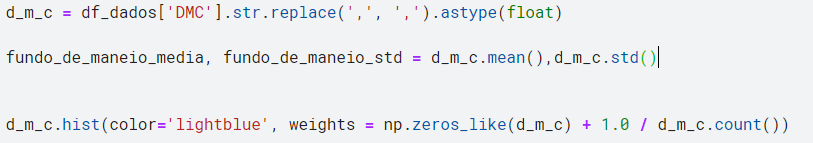 d_m_c = df_dados['DMC'].str.replace(',', ',').astype(float)
fundo_de_maneio_media, fundo_de_maneio_std = d_m_c.mean(),d_m_c.std()
d_m_c.hist(color='lightblue', weights = np.zeros_like(d_m_c) + 1.0 / d_m_c.count())